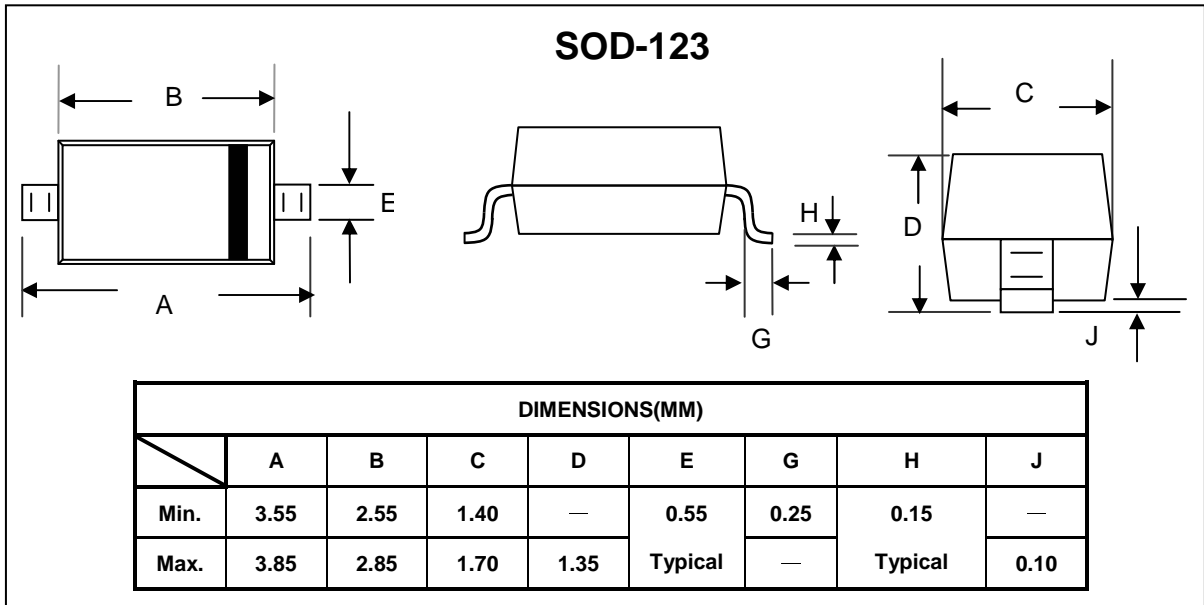 SOD-123
B
C
E
H
D
A
G
J
DIMENSIONS(MM)
A B C D E G H J
Min. 3.55 2.55 1.40 — 0.55 0.25 0.15 —
Max. 3.85 2.85 1.70 1.35 Typical — Typical 0.10